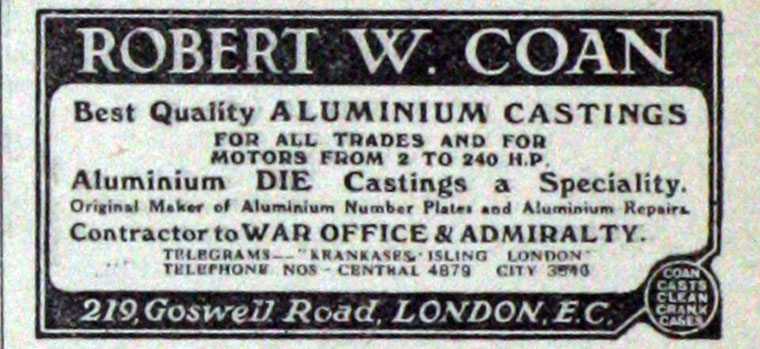 ROBERT W. COAN
Best Quality ALUMINIUM CASTINGS
FOR ALL TRADES AND FOR
MOTORS FROM 2 TO 240 H.P.
Aluminium DIE Castings a Speciality.
Original Maker of Aluminium Number Plates and Aluminium Repairs.
Contractor to WAR OFFICE & ADMIRALTY.
TELEGRAMS—"KRANKASES, ISLING LONDON"
TELEPHONE NOS - CENTRAL 4879 CITY
219, Goswell Road, LONDON, E.C.
COAN
CASTS
CLEAN
CRANK
CASES